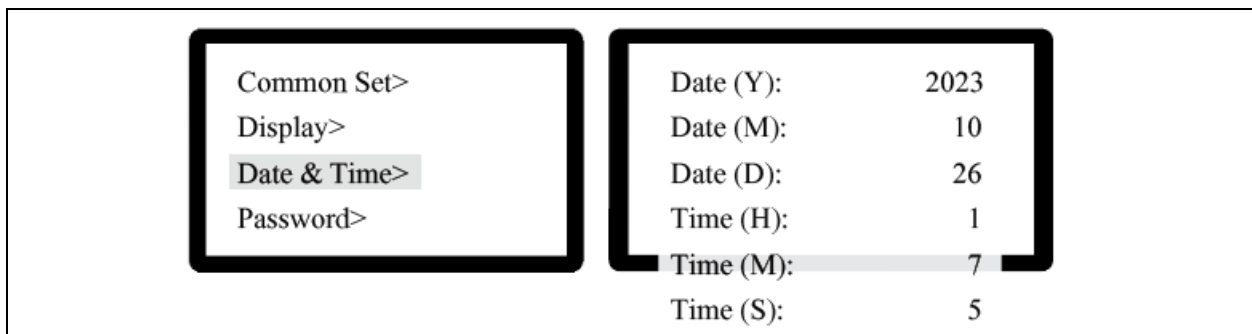 Common Set>
Display>
Date & Time>
Password>
Date (Y): 2023
Date (M): 10
Date (D): 26
Time (H): 1
Time (M): 7
Time (S): 5